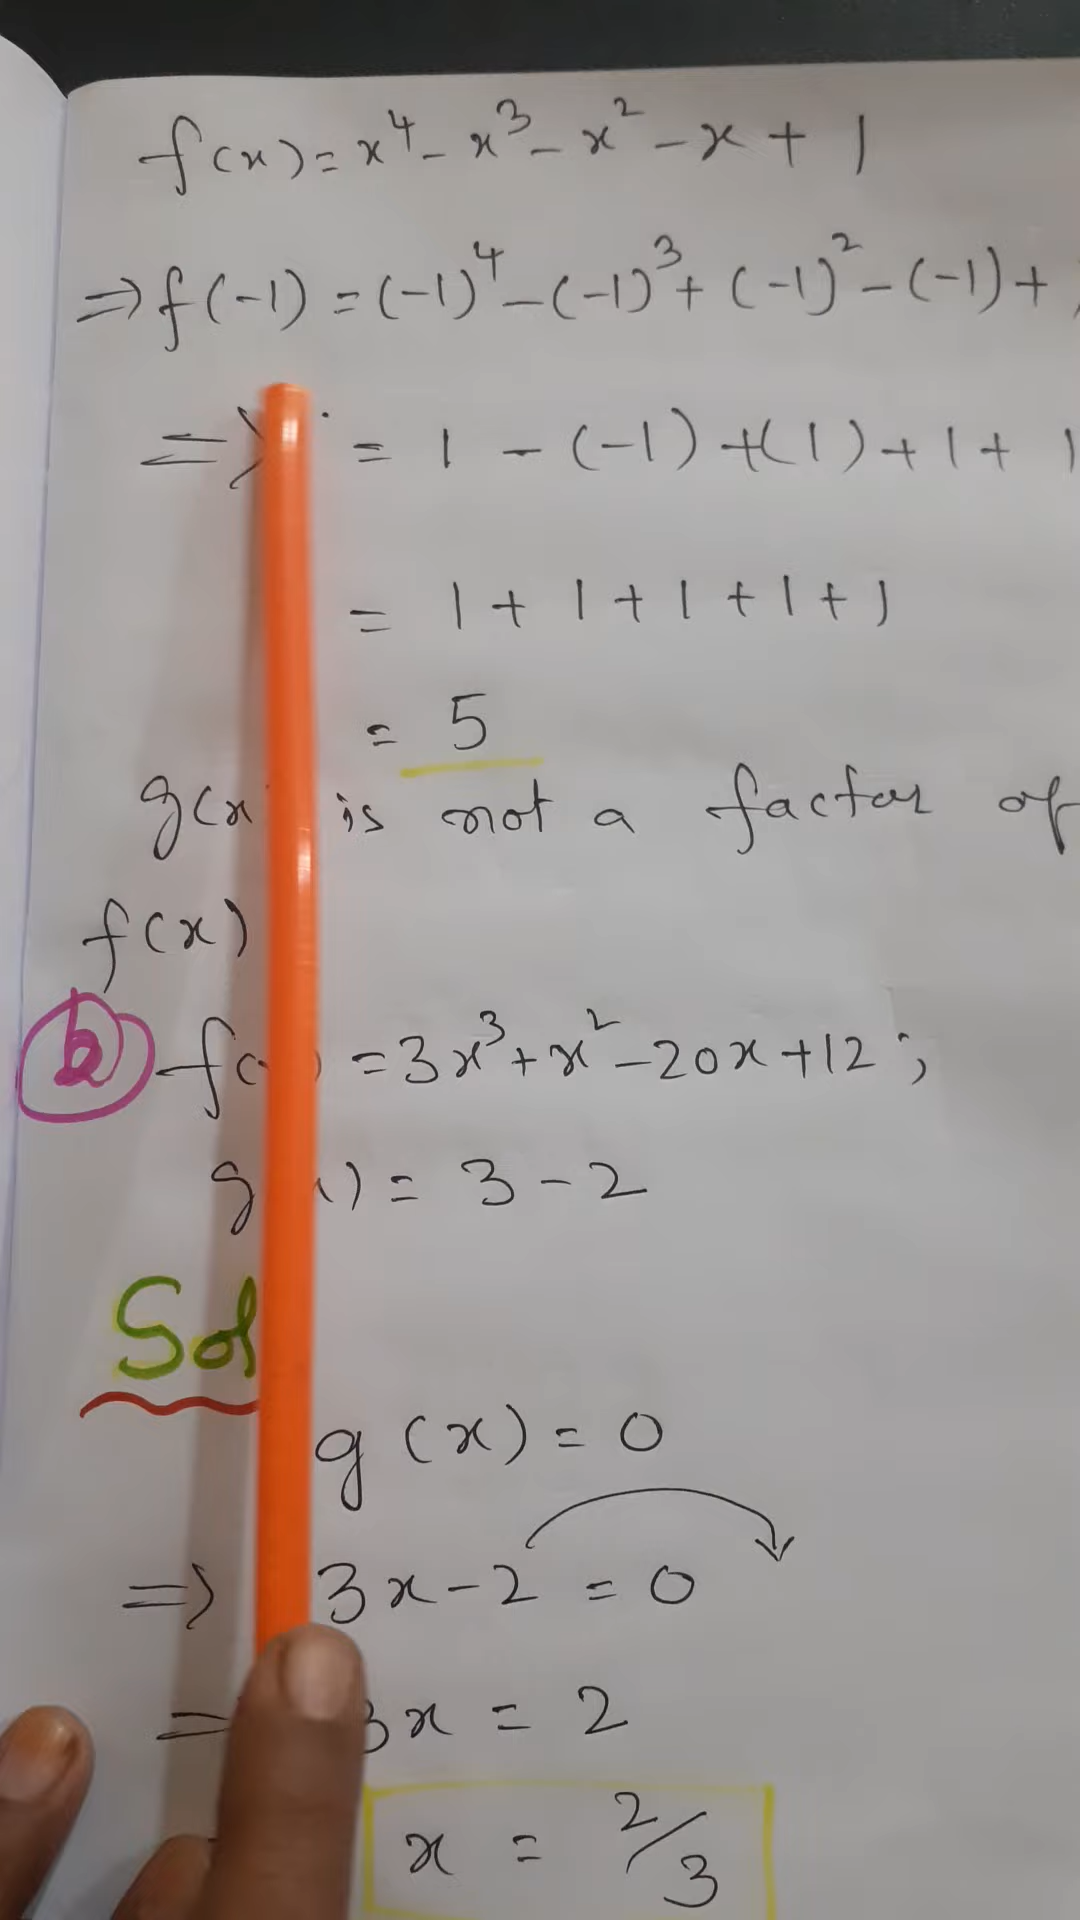 f(x)=x⁴-x³-x²-x+1
⇒f(-1)=(-1)⁴-(-1)³+(-1)²-(-1)+
⇒ = 1-(-1)+(1)+1+1
= 1+1+1+1+1
= 5
g(x is not a factor of
f(x)
b f( ) =3x³+x²-20x+12;
g ) = 3-2
Sol
g(x)=0
⇒ 3x-2=0
= 3x = 2
x = 2/3